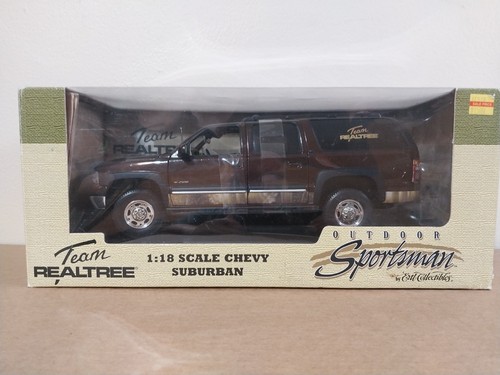 Team
REALTREE
Team
REALTREE
Team
REALTREE
1:18 SCALE CHEVY
SUBURBAN
OUTDOOR
Sportsman
by Ertl Collectibles